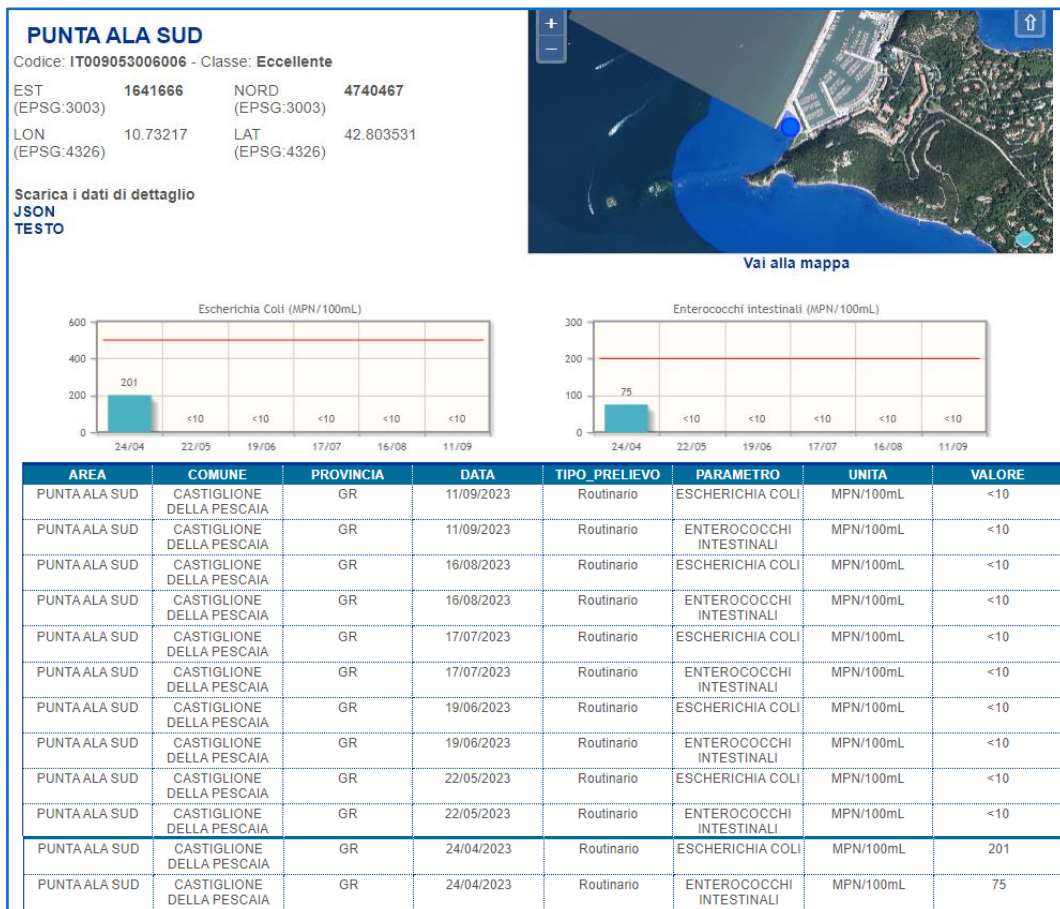 PUNTA ALA SUD
Codice: IT009053006006 - Classe: Eccellente
EST (EPSG:3003) 1641666 NORD (EPSG:3003) 4740467
LON (EPSG:4326) 10.73217 LAT (EPSG:4326) 42.803531
Scarica i dati di dettaglio
JSON
TESTO
+
−
⇧
Vai alla mappa
Escherichia Coli (MPN/100mL)
600
400
200
0
201 <10 <10 <10 <10 <10
24/04 22/05 19/06 17/07 16/08 11/09
Enterococchi intestinali (MPN/100mL)
300
200
100
0
75 <10 <10 <10 <10 <10
24/04 22/05 19/06 17/07 16/08 11/09
AREA COMUNE PROVINCIA DATA TIPO_PRELIEVO PARAMETRO UNITA VALORE
PUNTA ALA SUD CASTIGLIONE DELLA PESCAIA GR 11/09/2023 Routinario ESCHERICHIA COLI MPN/100mL <10
PUNTA ALA SUD CASTIGLIONE DELLA PESCAIA GR 11/09/2023 Routinario ENTEROCOCCHI INTESTINALI MPN/100mL <10
PUNTA ALA SUD CASTIGLIONE DELLA PESCAIA GR 16/08/2023 Routinario ESCHERICHIA COLI MPN/100mL <10
PUNTA ALA SUD CASTIGLIONE DELLA PESCAIA GR 16/08/2023 Routinario ENTEROCOCCHI INTESTINALI MPN/100mL <10
PUNTA ALA SUD CASTIGLIONE DELLA PESCAIA GR 17/07/2023 Routinario ESCHERICHIA COLI MPN/100mL <10
PUNTA ALA SUD CASTIGLIONE DELLA PESCAIA GR 17/07/2023 Routinario ENTEROCOCCHI INTESTINALI MPN/100mL <10
PUNTA ALA SUD CASTIGLIONE DELLA PESCAIA GR 19/06/2023 Routinario ESCHERICHIA COLI MPN/100mL <10
PUNTA ALA SUD CASTIGLIONE DELLA PESCAIA GR 19/06/2023 Routinario ENTEROCOCCHI INTESTINALI MPN/100mL <10
PUNTA ALA SUD CASTIGLIONE DELLA PESCAIA GR 22/05/2023 Routinario ESCHERICHIA COLI MPN/100mL <10
PUNTA ALA SUD CASTIGLIONE DELLA PESCAIA GR 22/05/2023 Routinario ENTEROCOCCHI INTESTINALI MPN/100mL <10
PUNTA ALA SUD CASTIGLIONE DELLA PESCAIA GR 24/04/2023 Routinario ESCHERICHIA COLI MPN/100mL 201
PUNTA ALA SUD CASTIGLIONE DELLA PESCAIA GR 24/04/2023 Routinario ENTEROCOCCHI INTESTINALI MPN/100mL 75